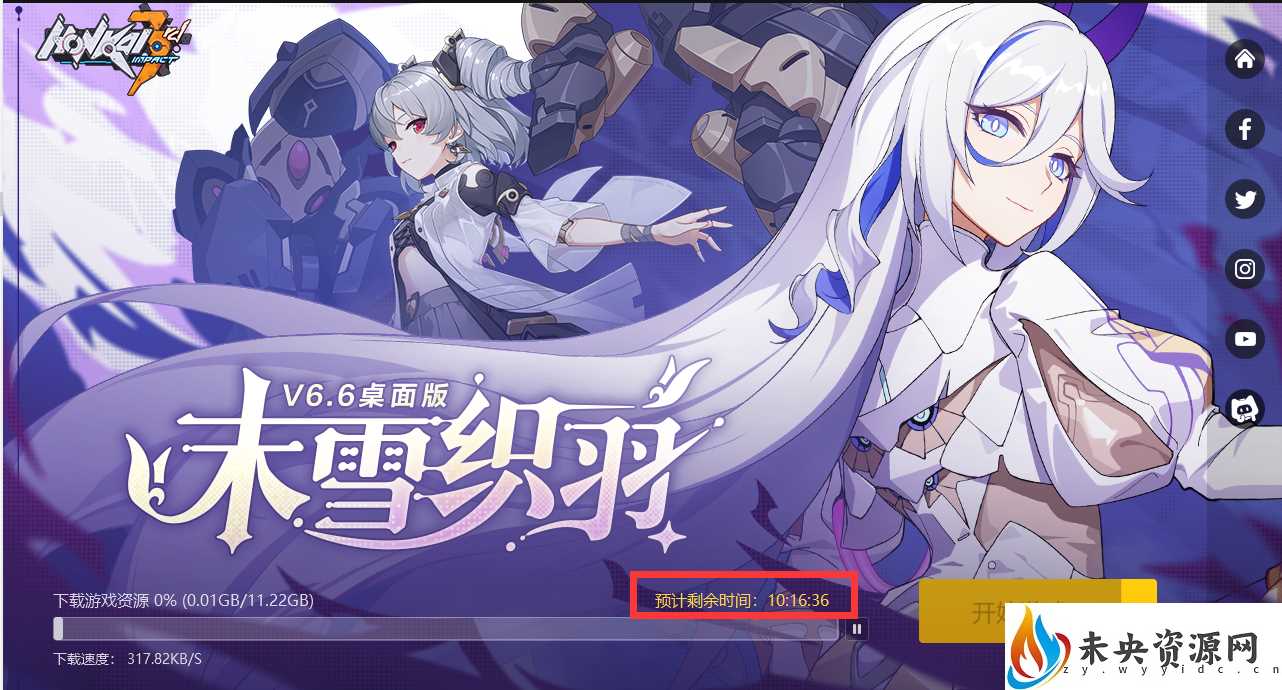 HONKAI 3rd
IMPACT
V6.6桌面版
末雪织羽
下载游戏资源 0% (0.01GB/11.22GB)
预计剩余时间：10:16:36
下载速度： 317.82KB/S
开始
未央资源网
zy.wyyidc.cn